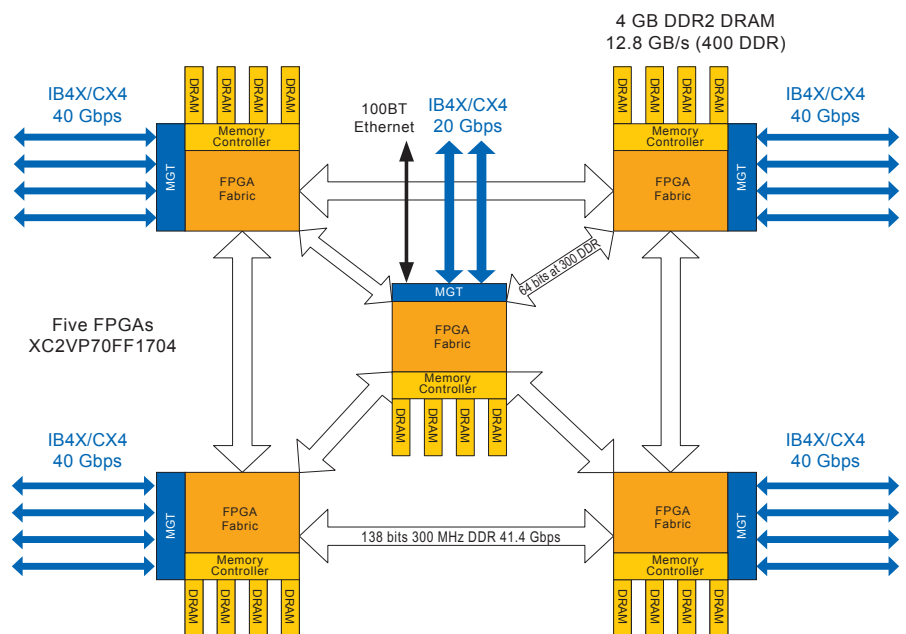 4 GB DDR2 DRAM
12.8 GB/s (400 DDR)
IB4X/CX4
40 Gbps
DRAM
DRAM
DRAM
DRAM
Memory
Controller
MGT
FPGA
Fabric
100BT
Ethernet
IB4X/CX4
20 Gbps
DRAM
DRAM
DRAM
DRAM
Memory
Controller
FPGA
Fabric
MGT
IB4X/CX4
40 Gbps
64 bits at 300 DDR
Five FPGAs
XC2VP70FF1704
MGT
FPGA
Fabric
Memory
Controller
DRAM
DRAM
DRAM
DRAM
IB4X/CX4
40 Gbps
MGT
FPGA
Fabric
Memory
Controller
DRAM
DRAM
DRAM
DRAM
138 bits 300 MHz DDR 41.4 Gbps
FPGA
Fabric
MGT
Memory
Controller
DRAM
DRAM
DRAM
DRAM
IB4X/CX4
40 Gbps